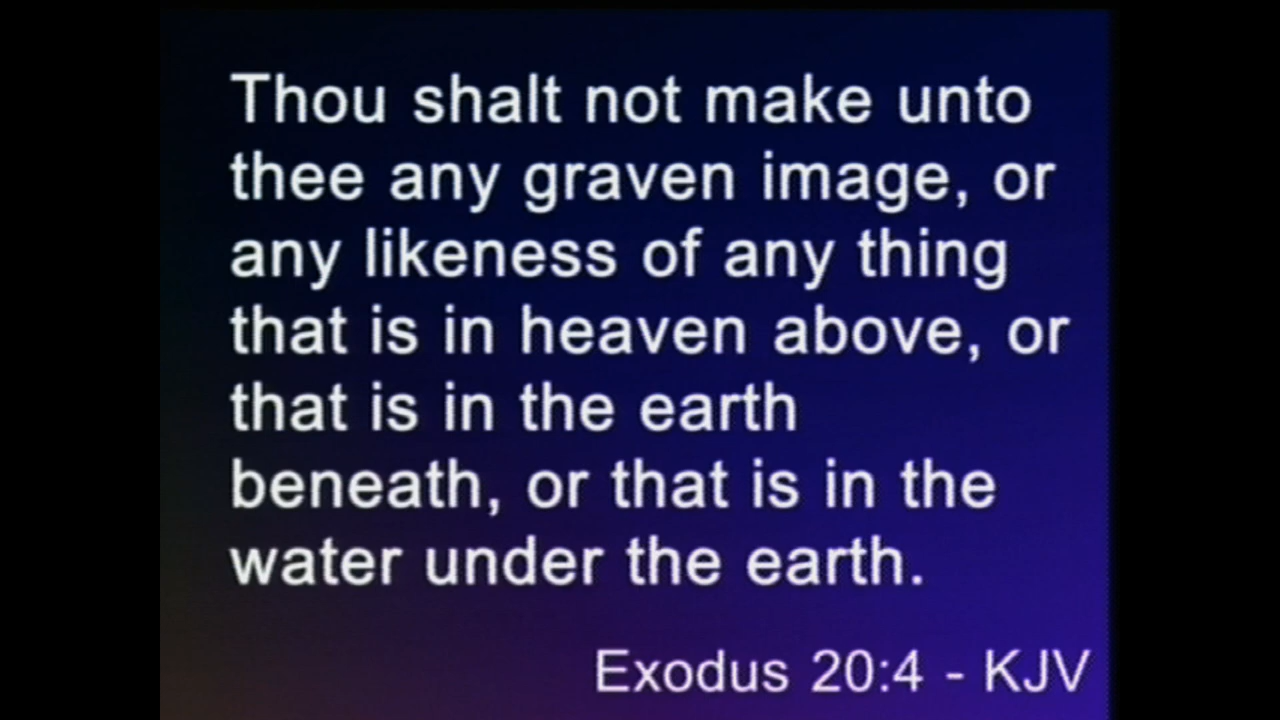 Thou shalt not make unto
thee any graven image, or
any likeness of any thing
that is in heaven above, or
that is in the earth
beneath, or that is in the
water under the earth.
Exodus 20:4 - KJV